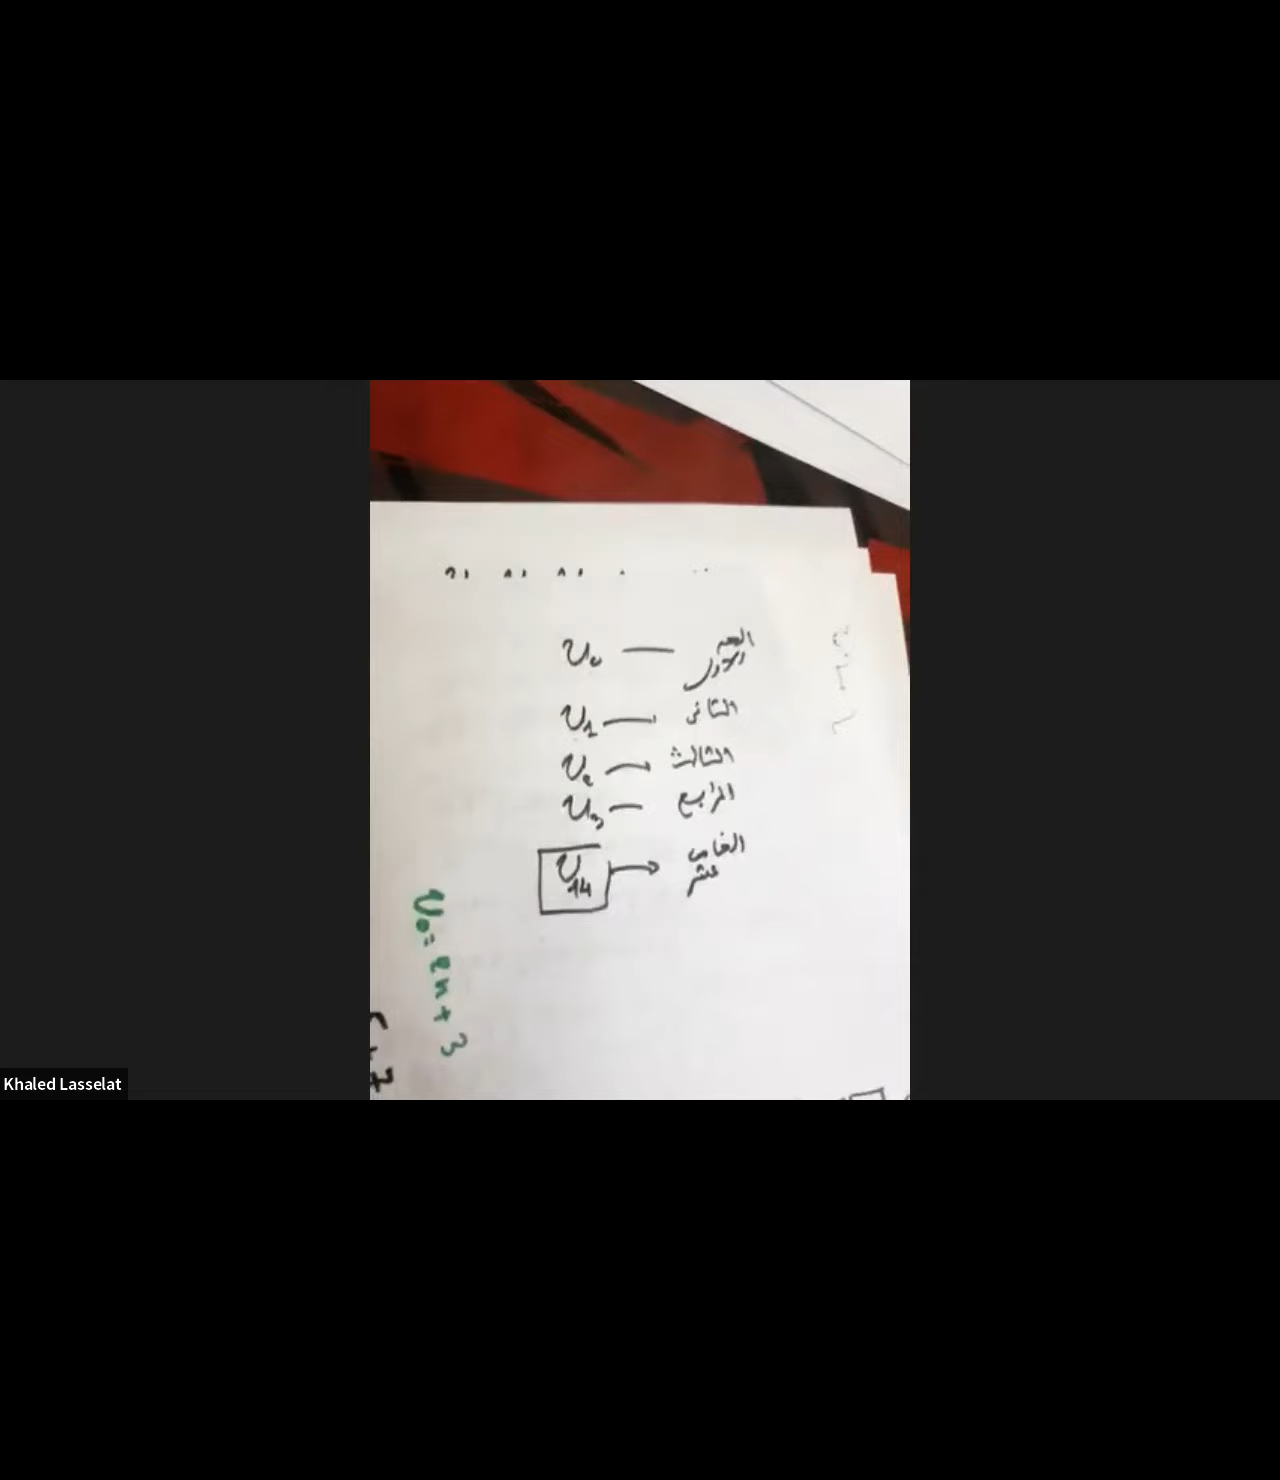 U₀ — الحد الأول
U₁ — الثاني
U₂ — الثالث
U₃ — الرابع
U₁₄ → الخامس عشر
U₀ = 2n + 3
Khaled Lasselat